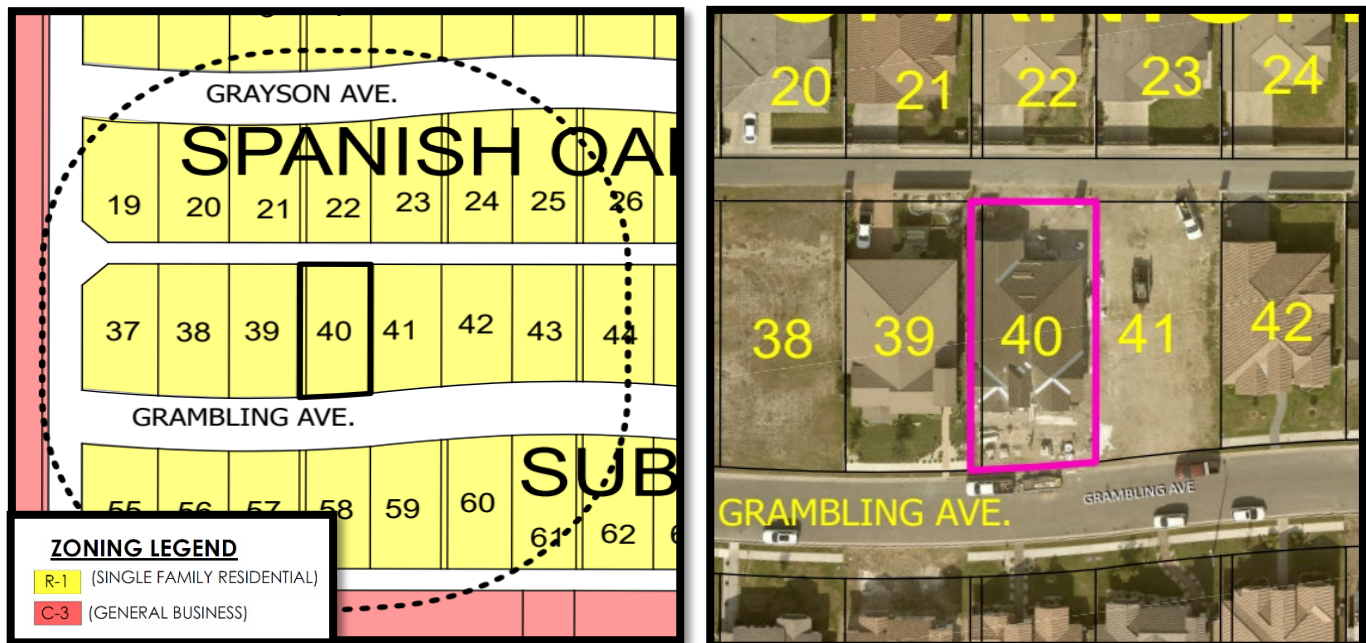 GRAYSON AVE.
SPANISH OA
19 20 21 22 23 24 25 26
37 38 39 40 41 42 43 44
GRAMBLING AVE.
SUB
55 56 57 58 59 60 61 62
ZONING LEGEND
R-1 (SINGLE FAMILY RESIDENTIAL)
C-3 (GENERAL BUSINESS)
SPANISH
20 21 22 23 24
38 39 40 41 42
GRAMBLING AVE
GRAMBLING AVE.